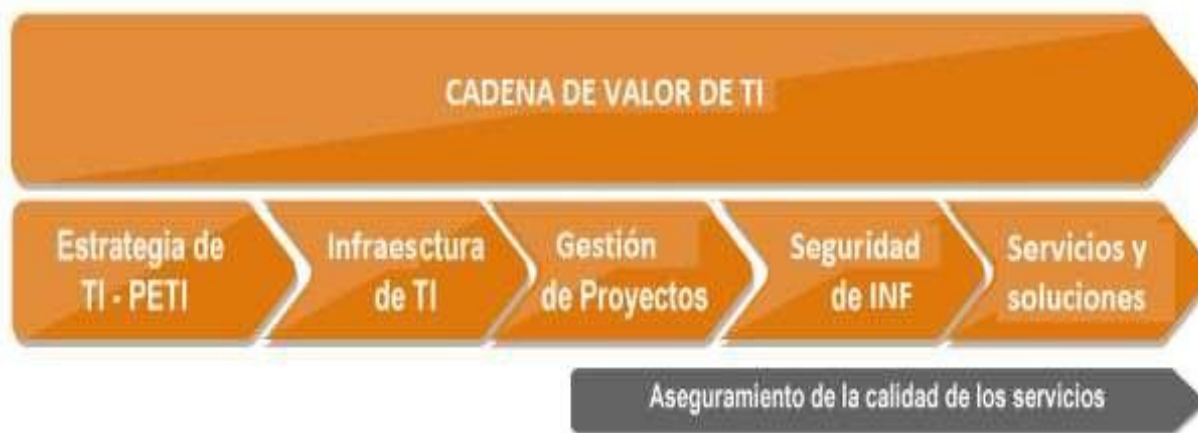 CADENA DE VALOR DE TI
Estrategia de
TI - PETI
Infraesctura
de TI
Gestión
de Proyectos
Seguridad
de INF
Servicios y
soluciones
Aseguramiento de la calidad de los servicios